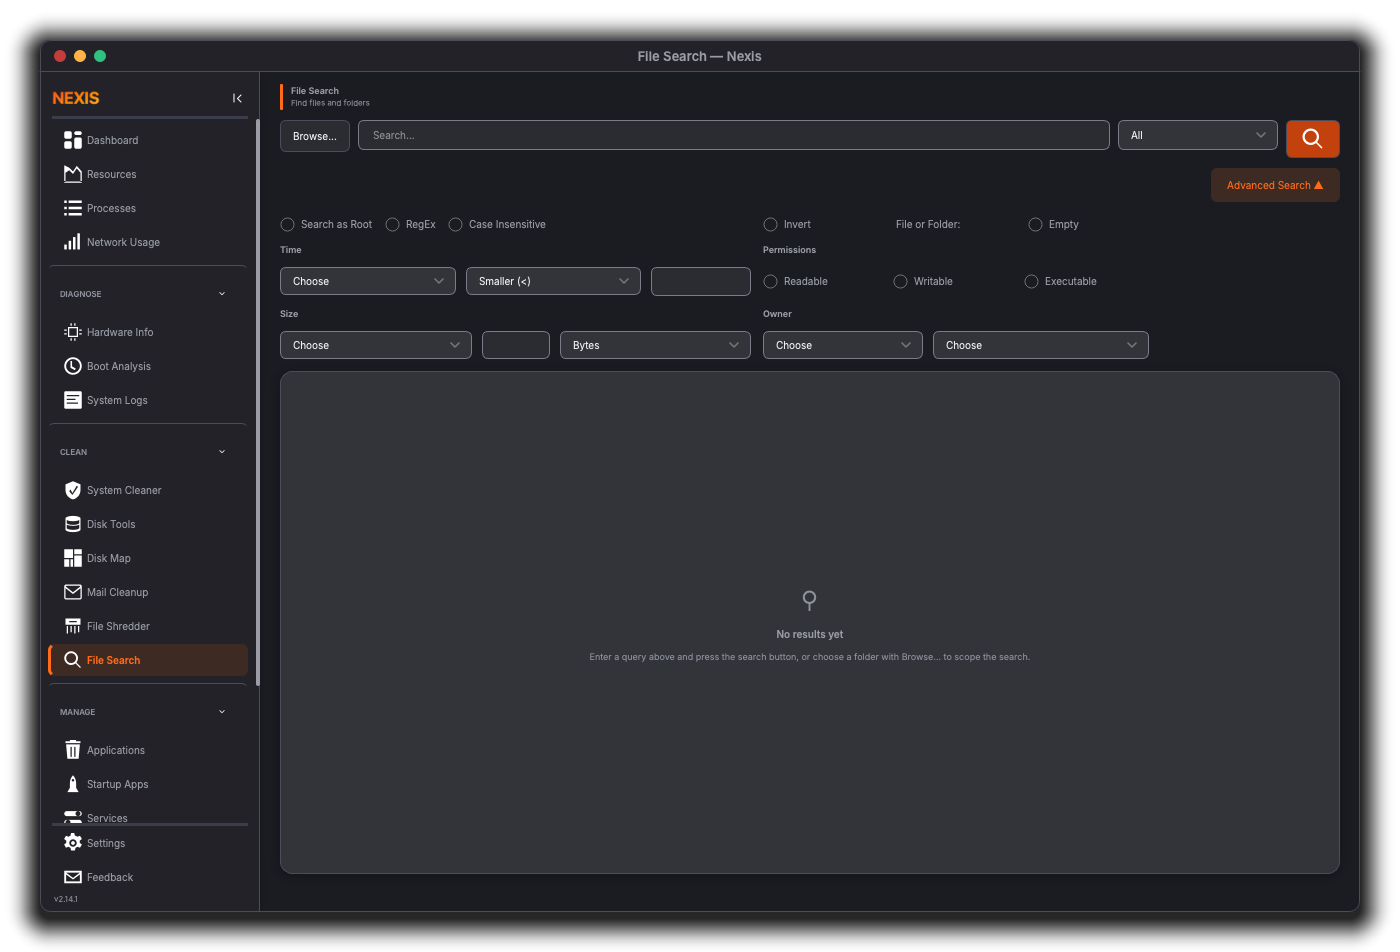 File Search — Nexis
NEXIS
Dashboard
Resources
Processes
Network Usage
DIAGNOSE
Hardware Info
Boot Analysis
System Logs
CLEAN
System Cleaner
Disk Tools
Disk Map
Mail Cleanup
File Shredder
File Search
MANAGE
Applications
Startup Apps
Services
Settings
Feedback
v2.14.1
File Search
Find files and folders
Browse... Search... All
Advanced Search
Search as Root RegEx Case Insensitive Invert File or Folder: Empty
Time Permissions
Choose Smaller (<) Readable Writable Executable
Size Owner
Choose Bytes Choose Choose
No results yet
Enter a query above and press the search button, or choose a folder with Browse... to scope the search.